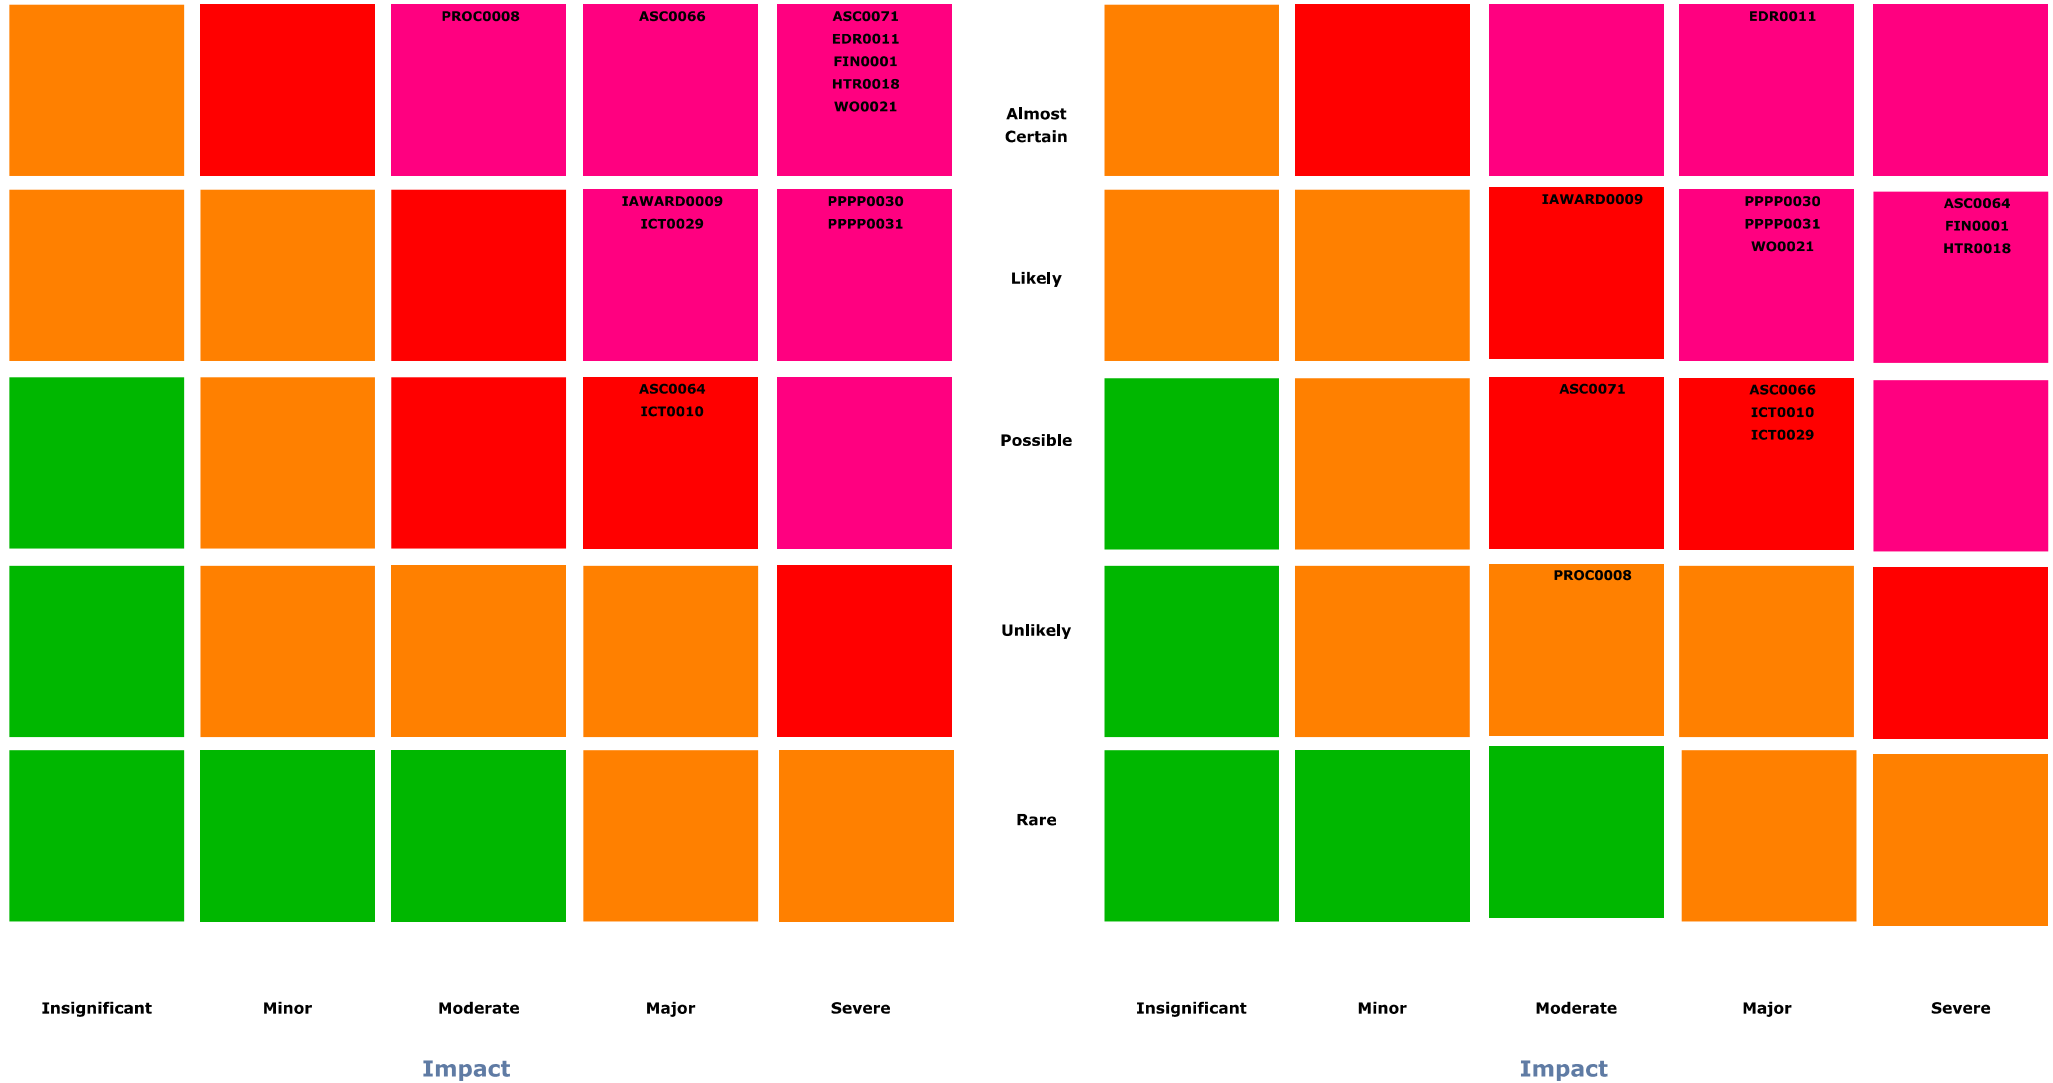 PROC0008
ASC0066
ASC0071
EDR0011
FIN0001
HTR0018
WO0021
IAWARD0009
ICT0029
PPPP0030
PPPP0031
ASC0064
ICT0010
Insignificant
Minor
Moderate
Major
Severe
Impact
Almost
Certain
Likely
Possible
Unlikely
Rare
EDR0011
IAWARD0009
PPPP0030
PPPP0031
WO0021
ASC0064
FIN0001
HTR0018
ASC0071
ASC0066
ICT0010
ICT0029
PROC0008
Insignificant
Minor
Moderate
Major
Severe
Impact